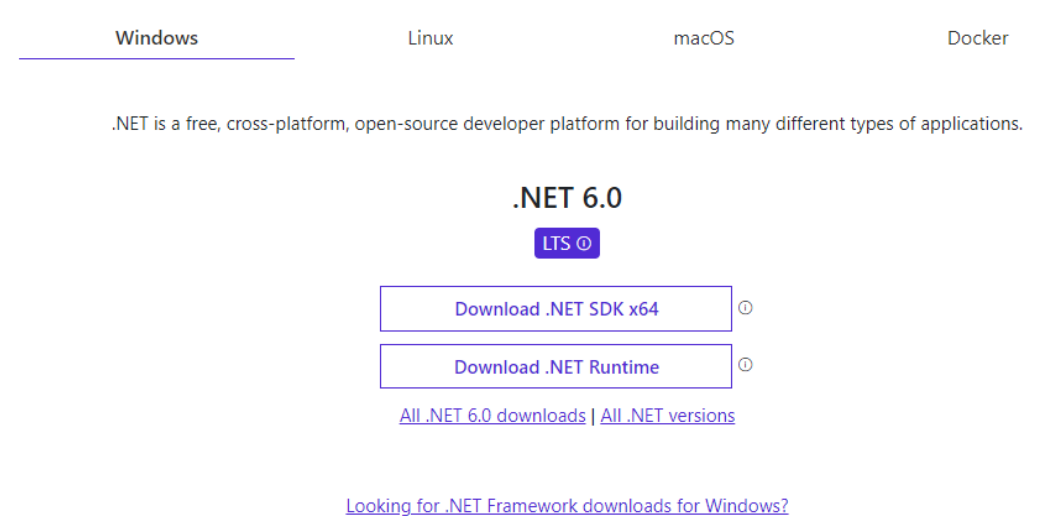 Windows Linux macOS Docker
.NET is a free, cross-platform, open-source developer platform for building many different types of applications.
.NET 6.0
LTS
Download .NET SDK x64
Download .NET Runtime
All .NET 6.0 downloads | All .NET versions
Looking for .NET Framework downloads for Windows?